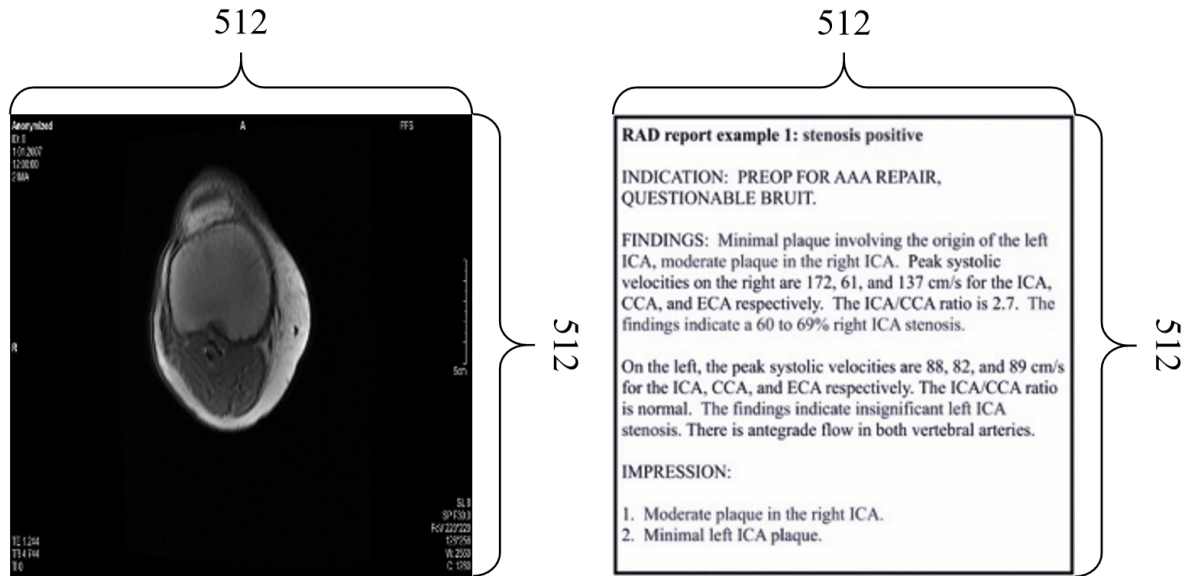 512
512
Anonymized
A
FFS
12:00:00
R
5cm
512
TE 1.244
RAD report example 1: stenosis positive
INDICATION: PREOP FOR AAA REPAIR,
QUESTIONABLE BRUIT.
FINDINGS: Minimal plaque involving the origin of the left
ICA, moderate plaque in the right ICA. Peak systolic
velocities on the right are 172, 61, and 137 cm/s for the ICA,
CCA, and ECA respectively. The ICA/CCA ratio is 2.7. The
findings indicate a 60 to 69% right ICA stenosis.
On the left, the peak systolic velocities are 88, 82, and 89 cm/s
for the ICA, CCA, and ECA respectively. The ICA/CCA ratio
is normal. The findings indicate insignificant left ICA
stenosis. There is antegrade flow in both vertebral arteries.
IMPRESSION:
1. Moderate plaque in the right ICA.
2. Minimal left ICA plaque.
512